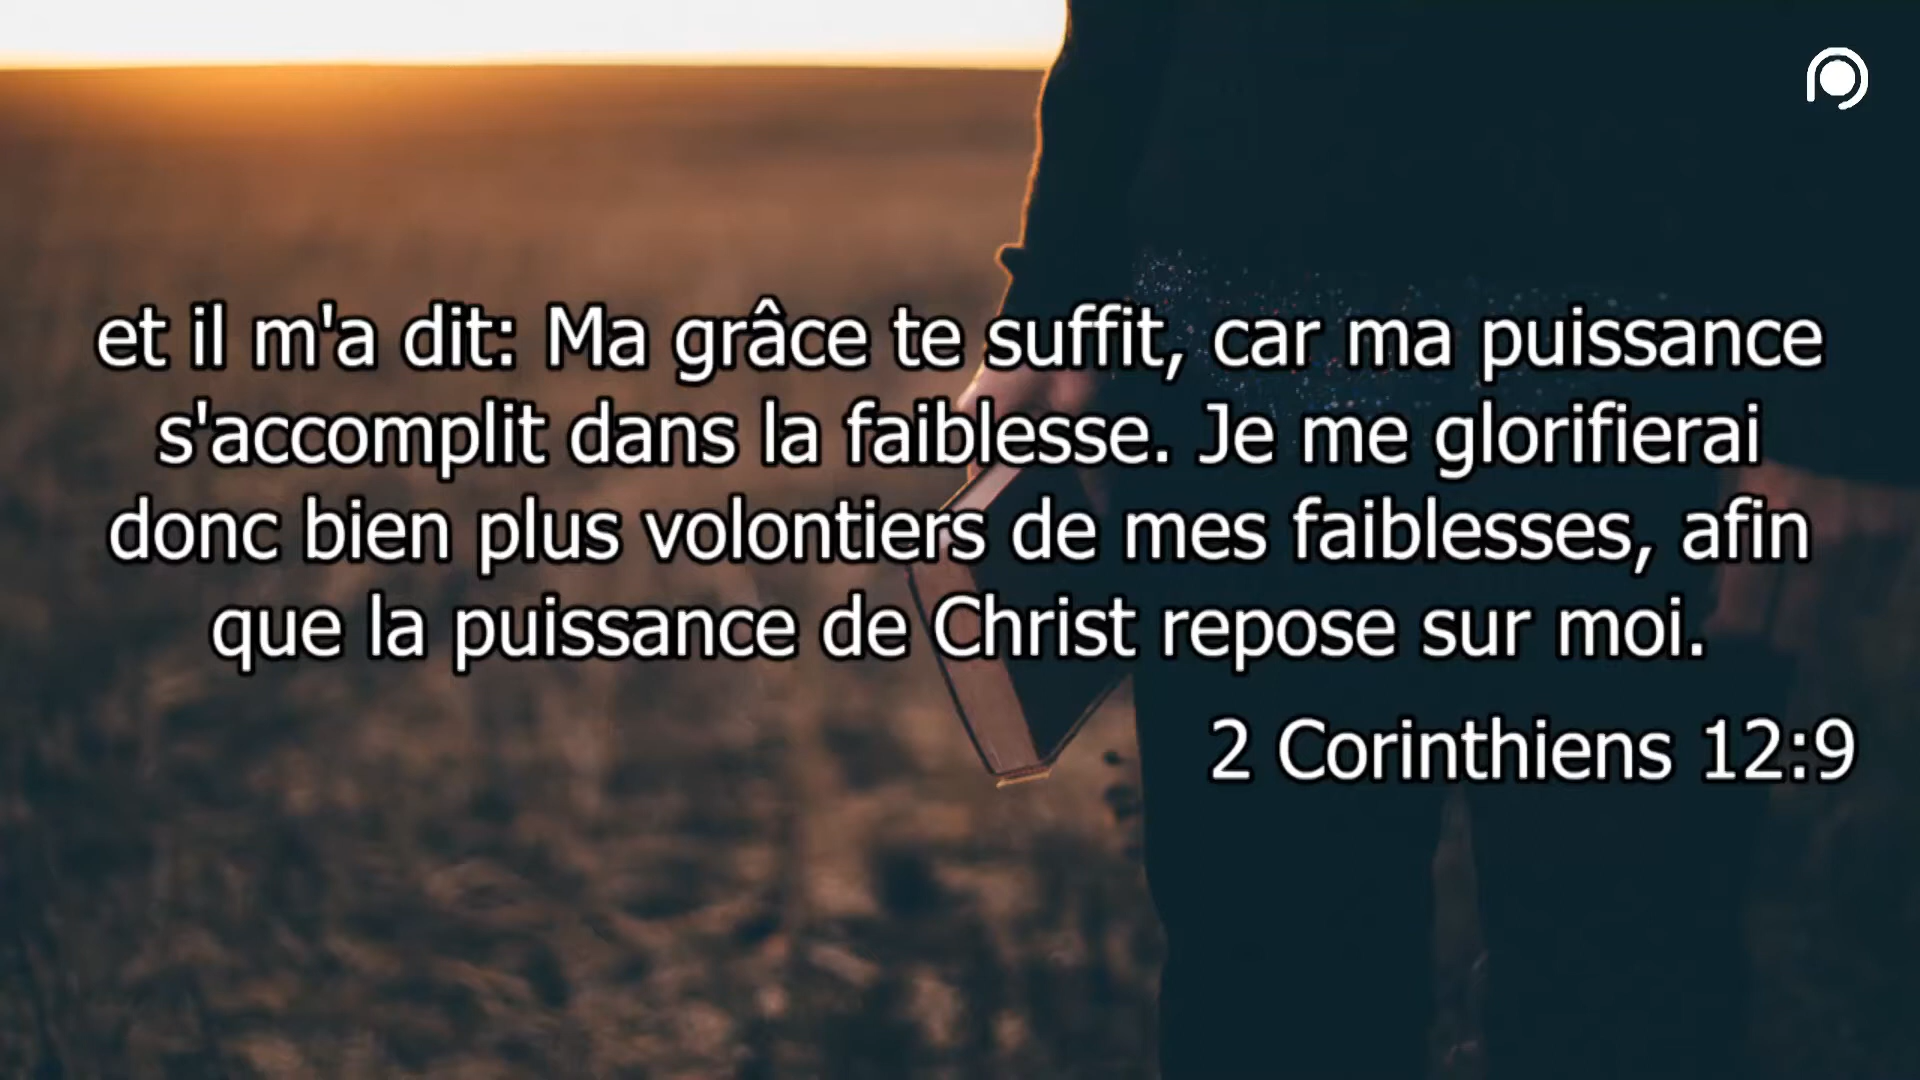 et il m'a dit: Ma grâce te suffit, car ma puissance
s'accomplit dans la faiblesse. Je me glorifierai
donc bien plus volontiers de mes faiblesses, afin
que la puissance de Christ repose sur moi.
2 Corinthiens 12:9